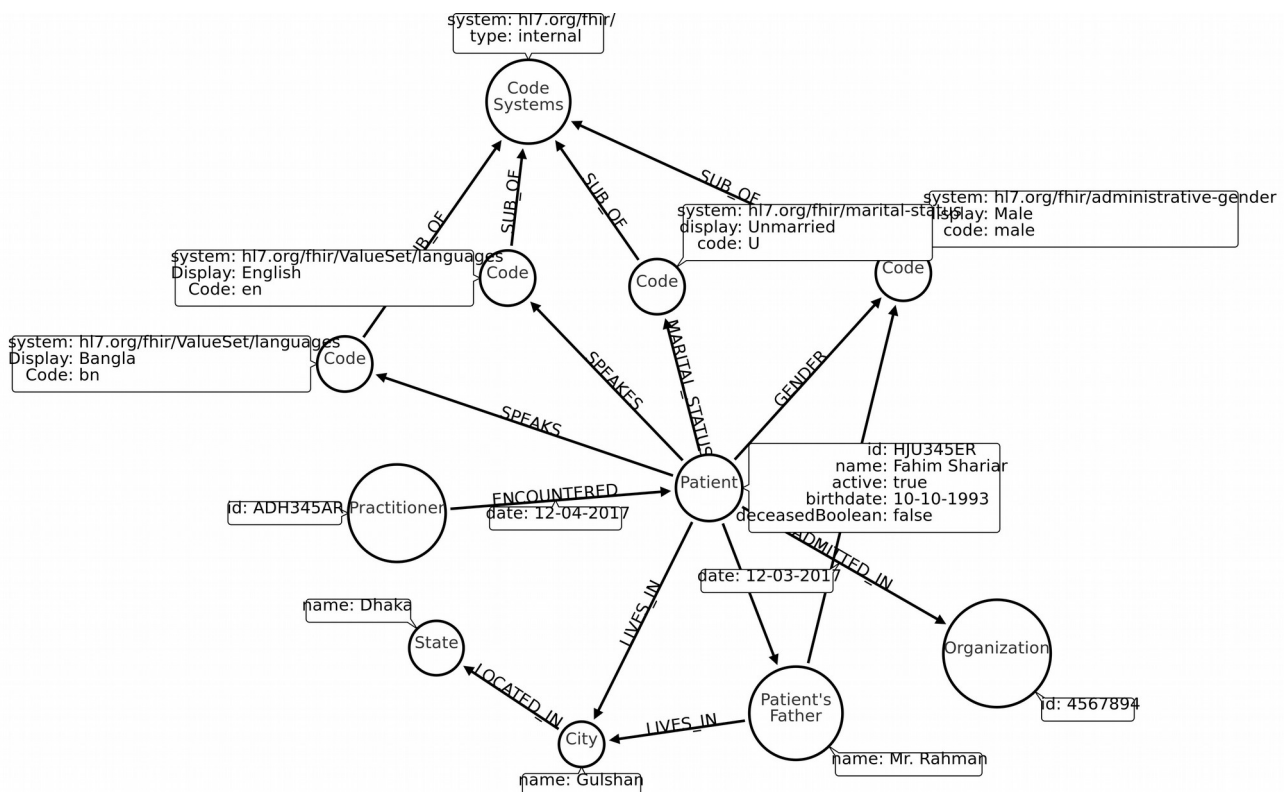 system: hl7.org/fhir/
type: internal
Code
Systems
SUB_OF
SUB_OF
SUB_OF
system: hl7.org/fhir/administrative-gender
display: Male
code: male
system: hl7.org/fhir/marital-status
display: Unmarried
code: U
system: hl7.org/fhir/ValueSet/languages
Display: English
Code: en
Code
Code
Code
system: hl7.org/fhir/ValueSet/languages
Display: Bangla
Code: bn
Code
SPEAKES
MARITAL_STATUS
GENDER
SPEAKS
id: HJU345ER
name: Fahim Shariar
active: true
birthdate: 10-10-1993
deceasedBoolean: false
Patient
id: ADH345AR
Practitioner
ENCOUNTERED
date: 12-04-2017
ADMITTED_IN
date: 12-03-2017
LIVES_IN
name: Dhaka
State
LOCATED_IN
Organization
id: 4567894
Patient's
Father
LIVES_IN
City
name: Mr. Rahman
name: Gulshan